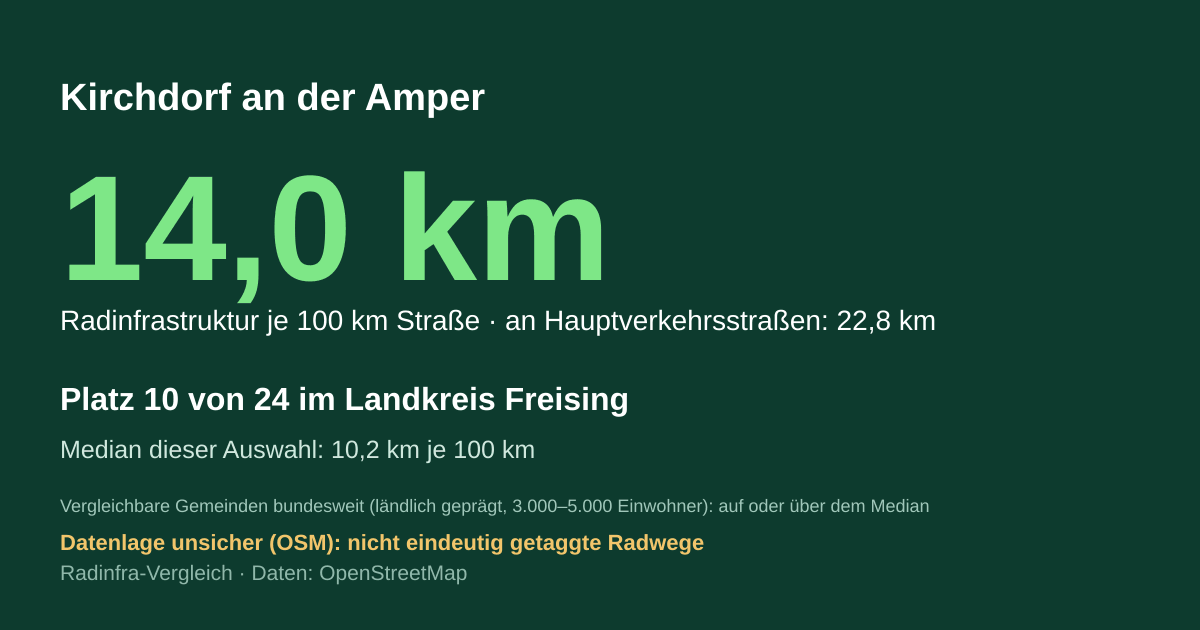 Kirchdorf an der Amper
14,0 km
Radinfrastruktur je 100 km Straße · an Hauptverkehrsstraßen: 22,8 km
Platz 10 von 24 im Landkreis Freising
Median dieser Auswahl: 10,2 km je 100 km
Vergleichbare Gemeinden bundesweit (ländlich geprägt, 3.000–5.000 Einwohner): auf oder über dem Median
Datenlage unsicher (OSM): nicht eindeutig getaggte Radwege
Radinfra-Vergleich · Daten: OpenStreetMap